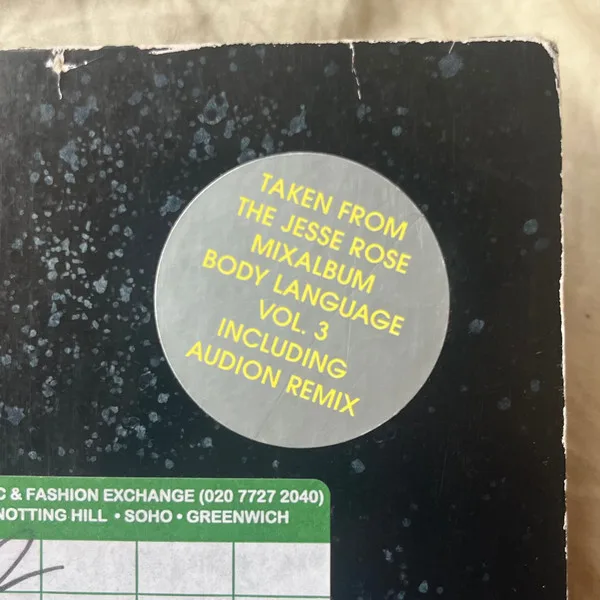 TAKEN FROM
THE JESSE ROSE
MIXALBUM
BODY LANGUAGE
VOL. 3
INCLUDING
AUDION REMIX
C & FASHION EXCHANGE (020 7727 2040)
NOTTING HILL • SOHO • GREENWICH
2